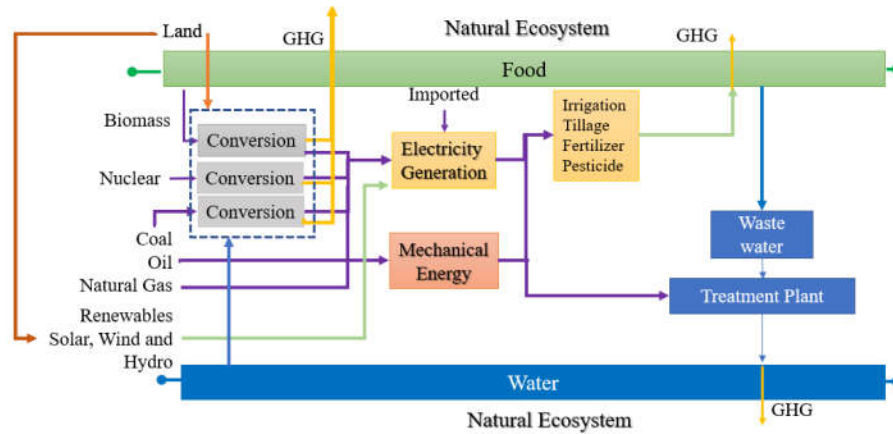 Natural Ecosystem
Land
GHG
GHG
Food
Imported
Biomass
Conversion
Electricity
Generation
Irrigation
Tillage
Fertilizer
Pesticide
Nuclear
Conversion
Conversion
Coal
Oil
Natural Gas
Mechanical
Energy
Waste
water
Treatment Plant
Renewables
Solar, Wind and
Hydro
Water
GHG
Natural Ecosystem